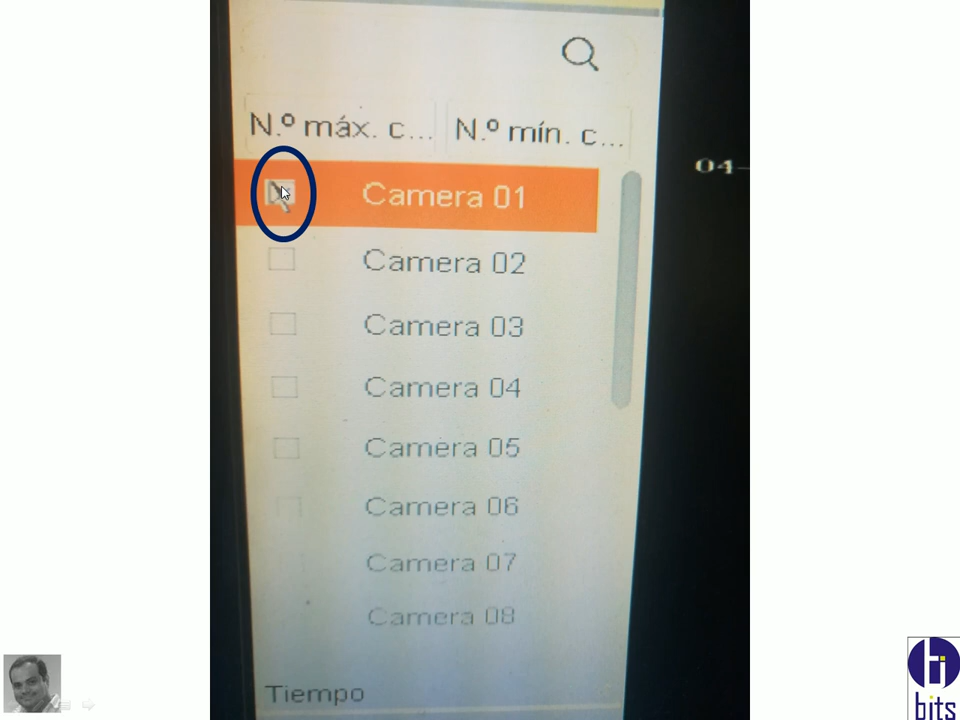 N.º máx. c... N.º mín. c...
04-
Camera 01
Camera 02
Camera 03
Camera 04
Camera 05
Camera 06
Camera 07
Camera 08
Tiempo
bits